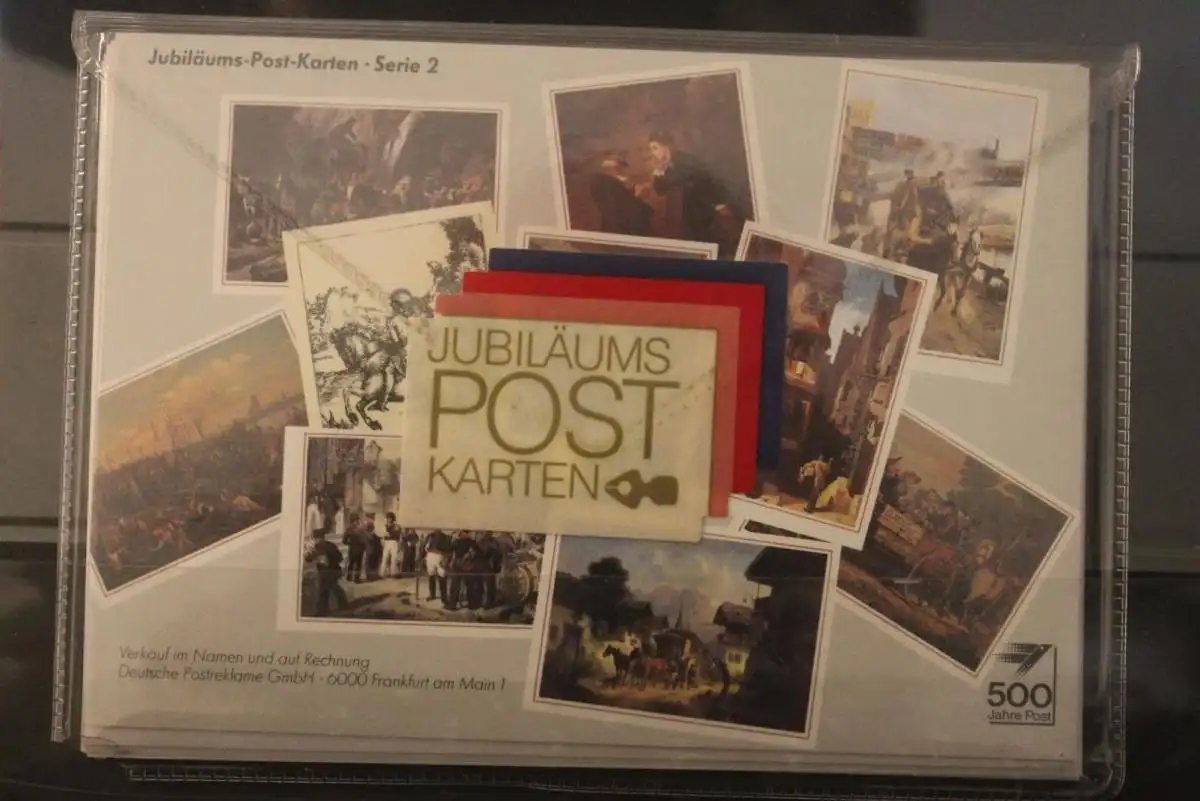 Jubiläums-Post-Karten · Serie 2
JUBILÄUMS
POST
KARTEN
Verkauf im Namen und auf Rechnung
Deutsche Postreklame GmbH · 6000 Frankfurt am Main 1
500
Jahre Post